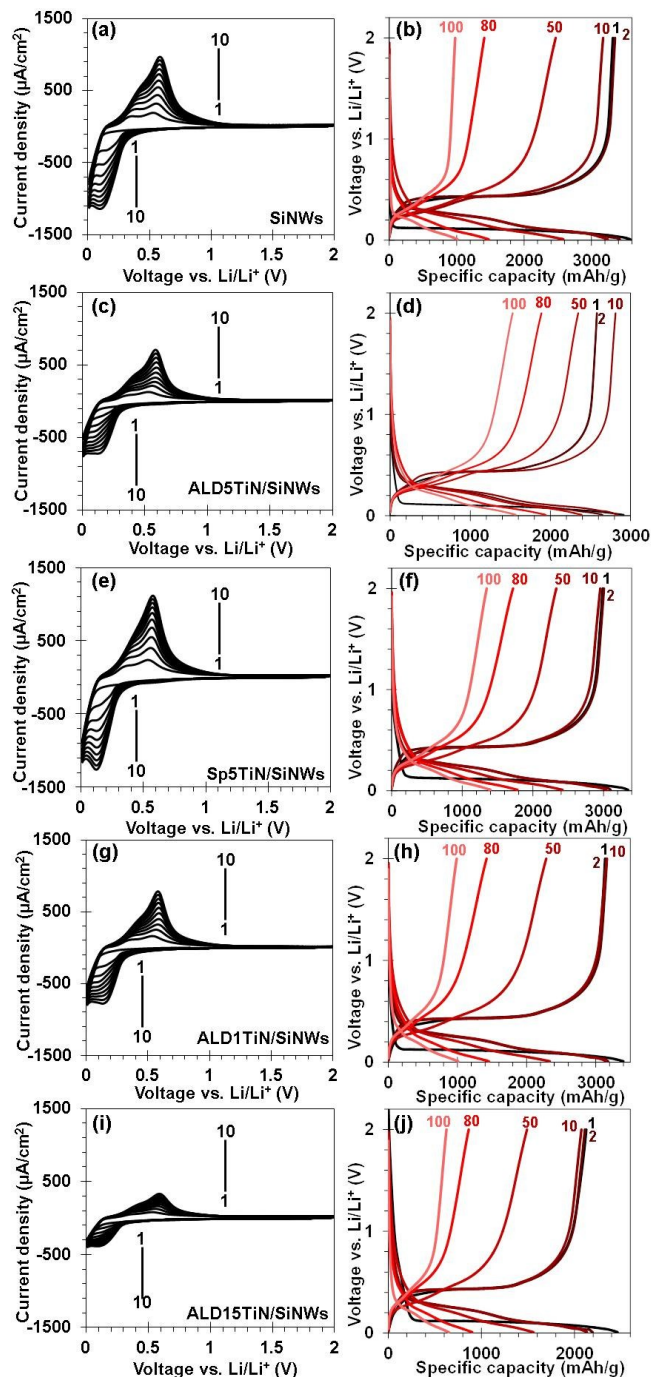 (a)
1500
10
500
1
-500
1
10
-1500
SiNWs
0 0.5 1 1.5 2
Voltage vs. Li/Li⁺ (V)
Current density (µA/cm²)
(b)
100 80 50 10 1 2
2
1
0
0 1000 2000 3000
Specific capacity (mAh/g)
Voltage vs. Li/Li⁺ (V)
(c)
1500
10
500
1
-500
1
10
-1500
ALD5TiN/SiNWs
0 0.5 1 1.5 2
Voltage vs. Li/Li⁺ (V)
Current density (µA/cm²)
(d)
100 80 50 1 10
2
2
1
0
0 1000 2000 3000
Specific capacity (mAh/g)
Voltage vs. Li/Li⁺ (V)
(e)
1500
10
500
1
-500
1
10
-1500
Sp5TiN/SiNWs
0 0.5 1 1.5 2
Voltage vs. Li/Li⁺ (V)
Current density (µA/cm²)
(f)
100 80 50 10 1
2
2
1
0
0 1000 2000 3000
Specific capacity (mAh/g)
Voltage vs. Li/Li⁺ (V)
(g)
1500
10
500
1
-500
1
10
-1500
ALD1TiN/SiNWs
0 0.5 1 1.5 2
Voltage vs. Li/Li⁺ (V)
Current density (µA/cm²)
(h)
100 80 50 1 10
2
2
1
0
0 1000 2000 3000
Specific capacity (mAh/g)
Voltage vs. Li/Li⁺ (V)
(i)
1500
10
500
1
-500
1
10
-1500
ALD15TiN/SiNWs
0 0.5 1 1.5 2
Voltage vs. Li/Li⁺ (V)
Current density (µA/cm²)
(j)
100 80 50 10 1
2
2
1
0
0 1000 2000
Specific capacity (mAh/g)
Voltage vs. Li/Li⁺ (V)